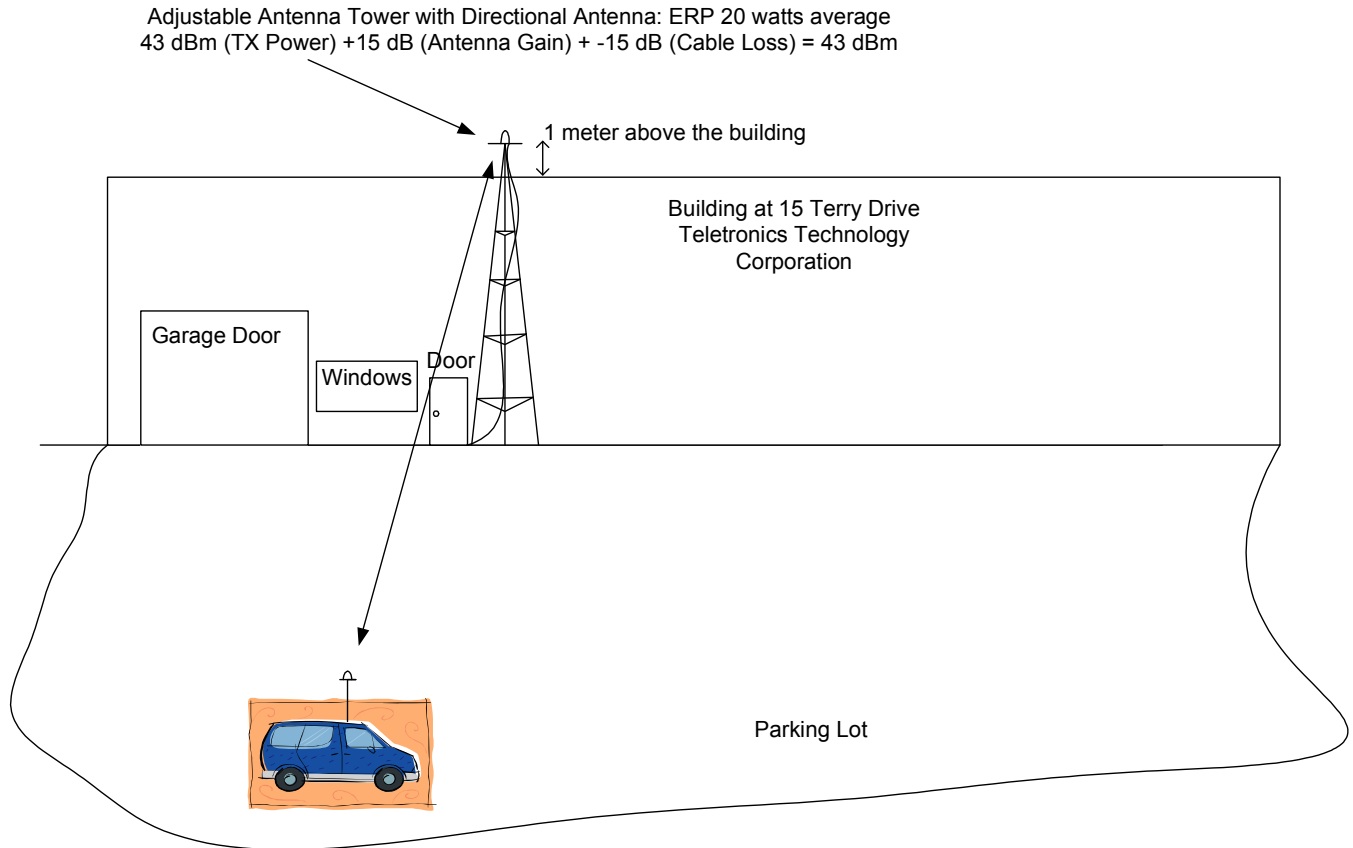 Adjustable Antenna Tower with Directional Antenna: ERP 20 watts average
43 dBm (TX Power) +15 dB (Antenna Gain) + -15 dB (Cable Loss) = 43 dBm
1 meter above the building
Building at 15 Terry Drive
Teletronics Technology
Corporation
Garage Door
Windows
Door
Parking Lot